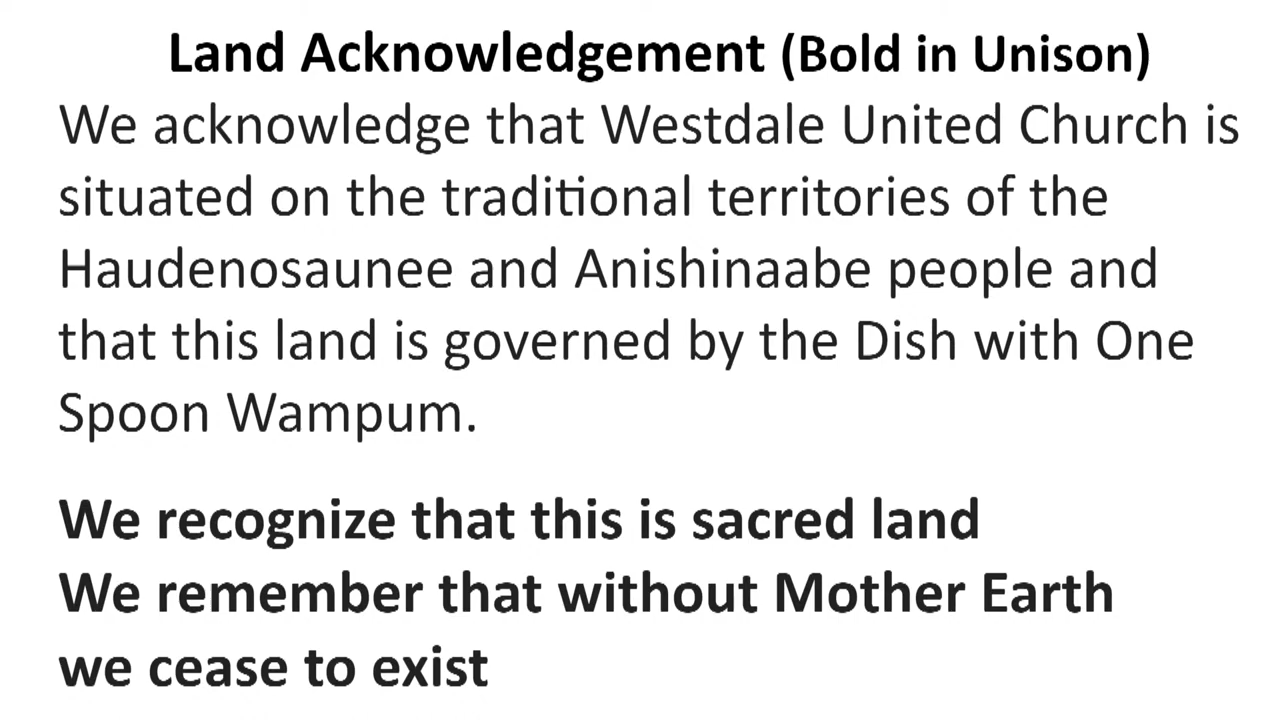 Land Acknowledgement (Bold in Unison)
We acknowledge that Westdale United Church is
situated on the traditional territories of the
Haudenosaunee and Anishinaabe people and
that this land is governed by the Dish with One
Spoon Wampum.
We recognize that this is sacred land
We remember that without Mother Earth
we cease to exist